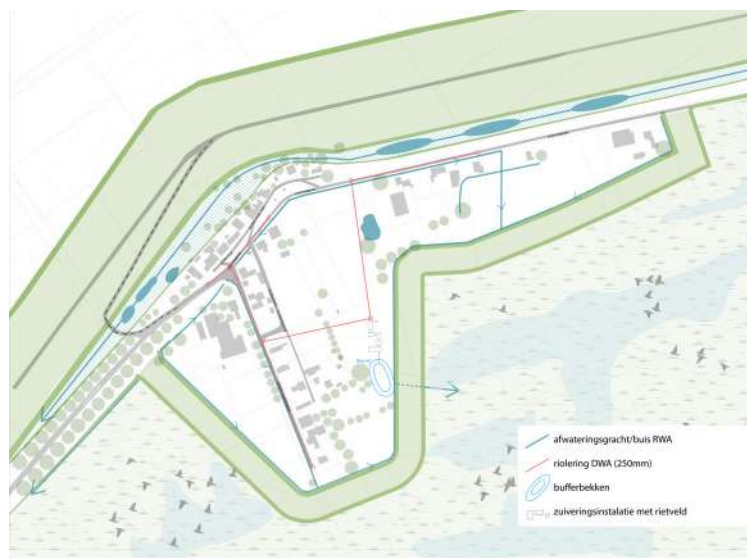 afwateringsgracht/buis RWA
riolering DWA (250mm)
bufferbekken
zuiveringsinstalatie met rietveld